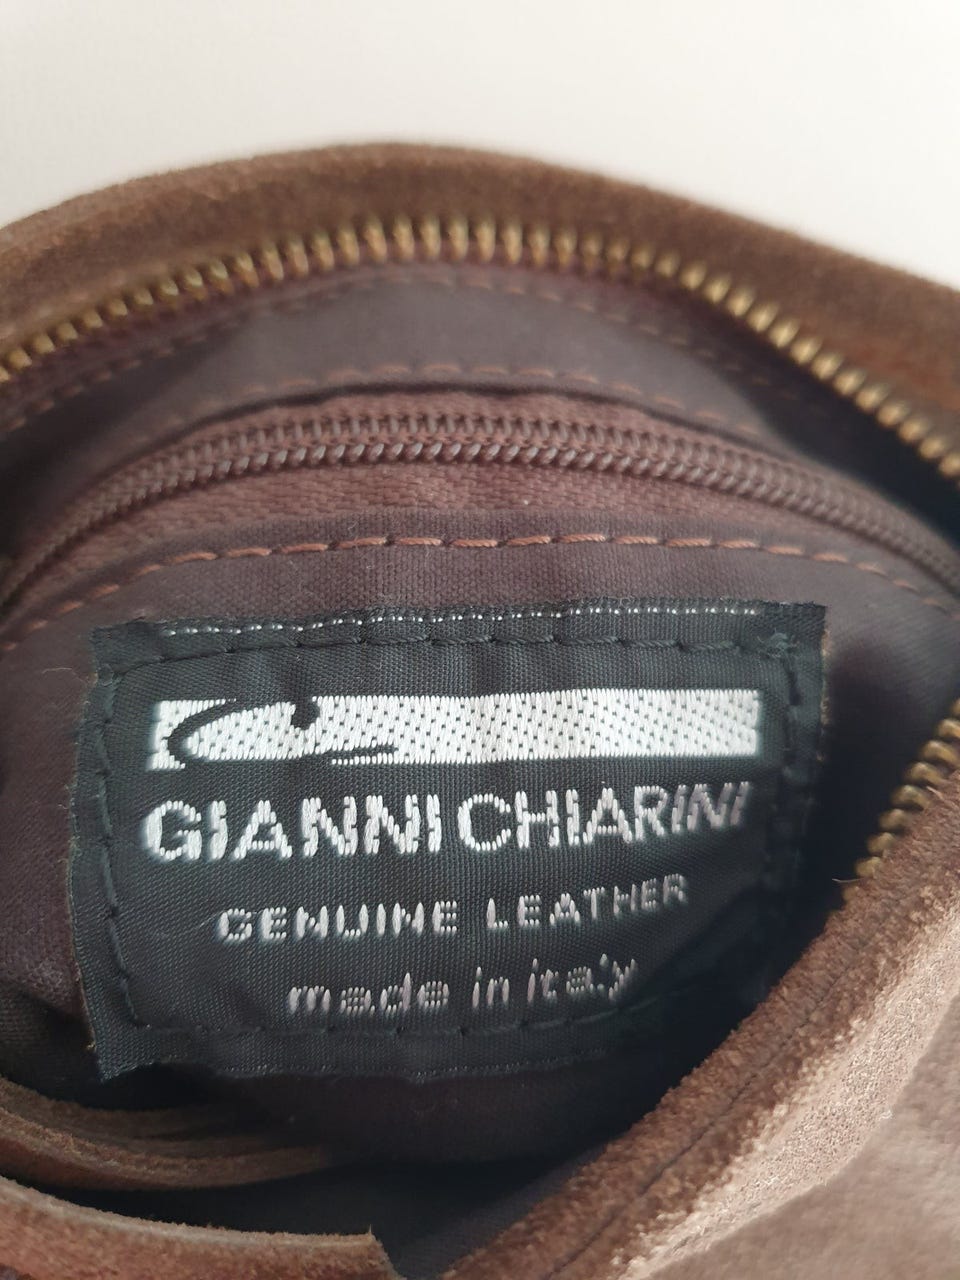 GIANNI CHIARINI
GENUINE LEATHER
made in italy